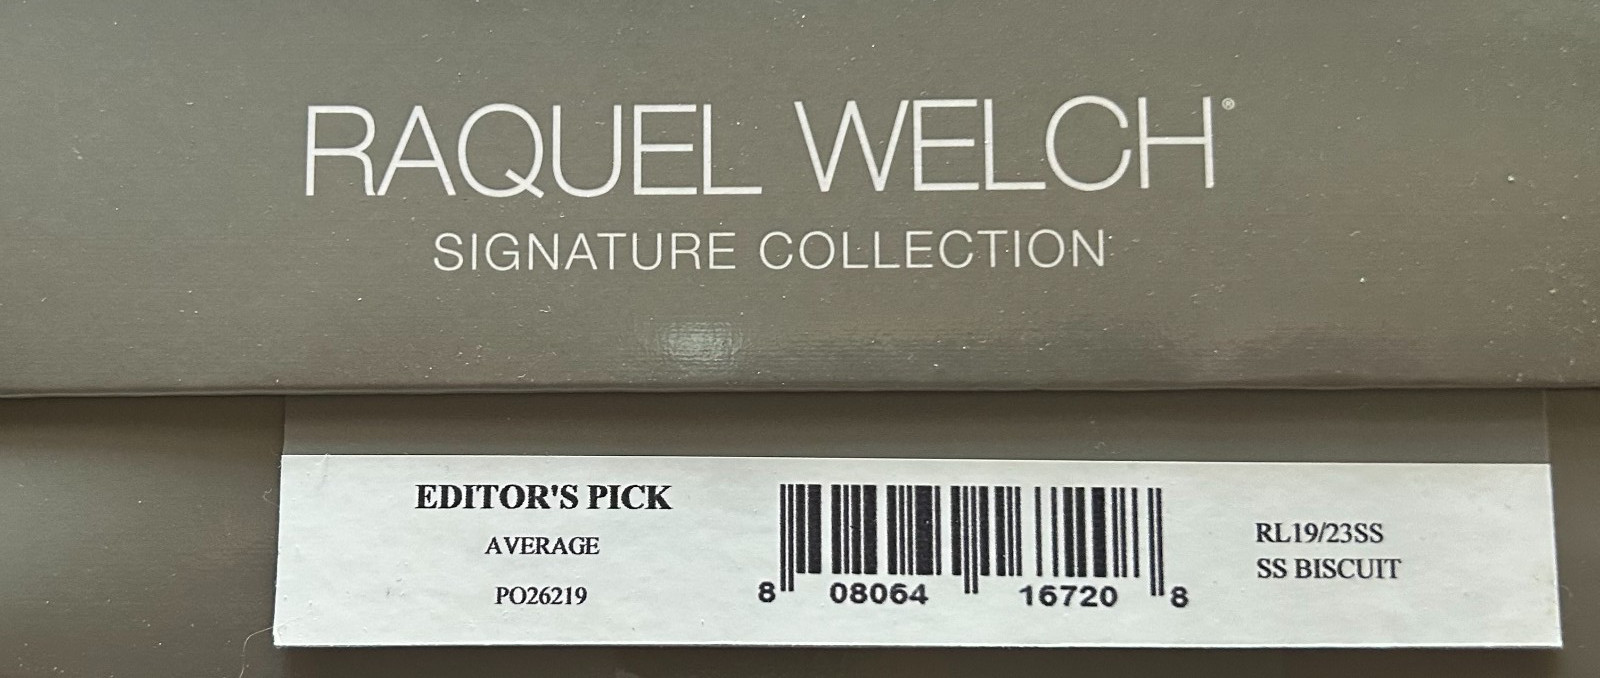 RAQUEL WELCH®
SIGNATURE COLLECTION
EDITOR'S PICK
AVERAGE
PO26219
8 08064 16720 8
RL19/23SS
SS BISCUIT